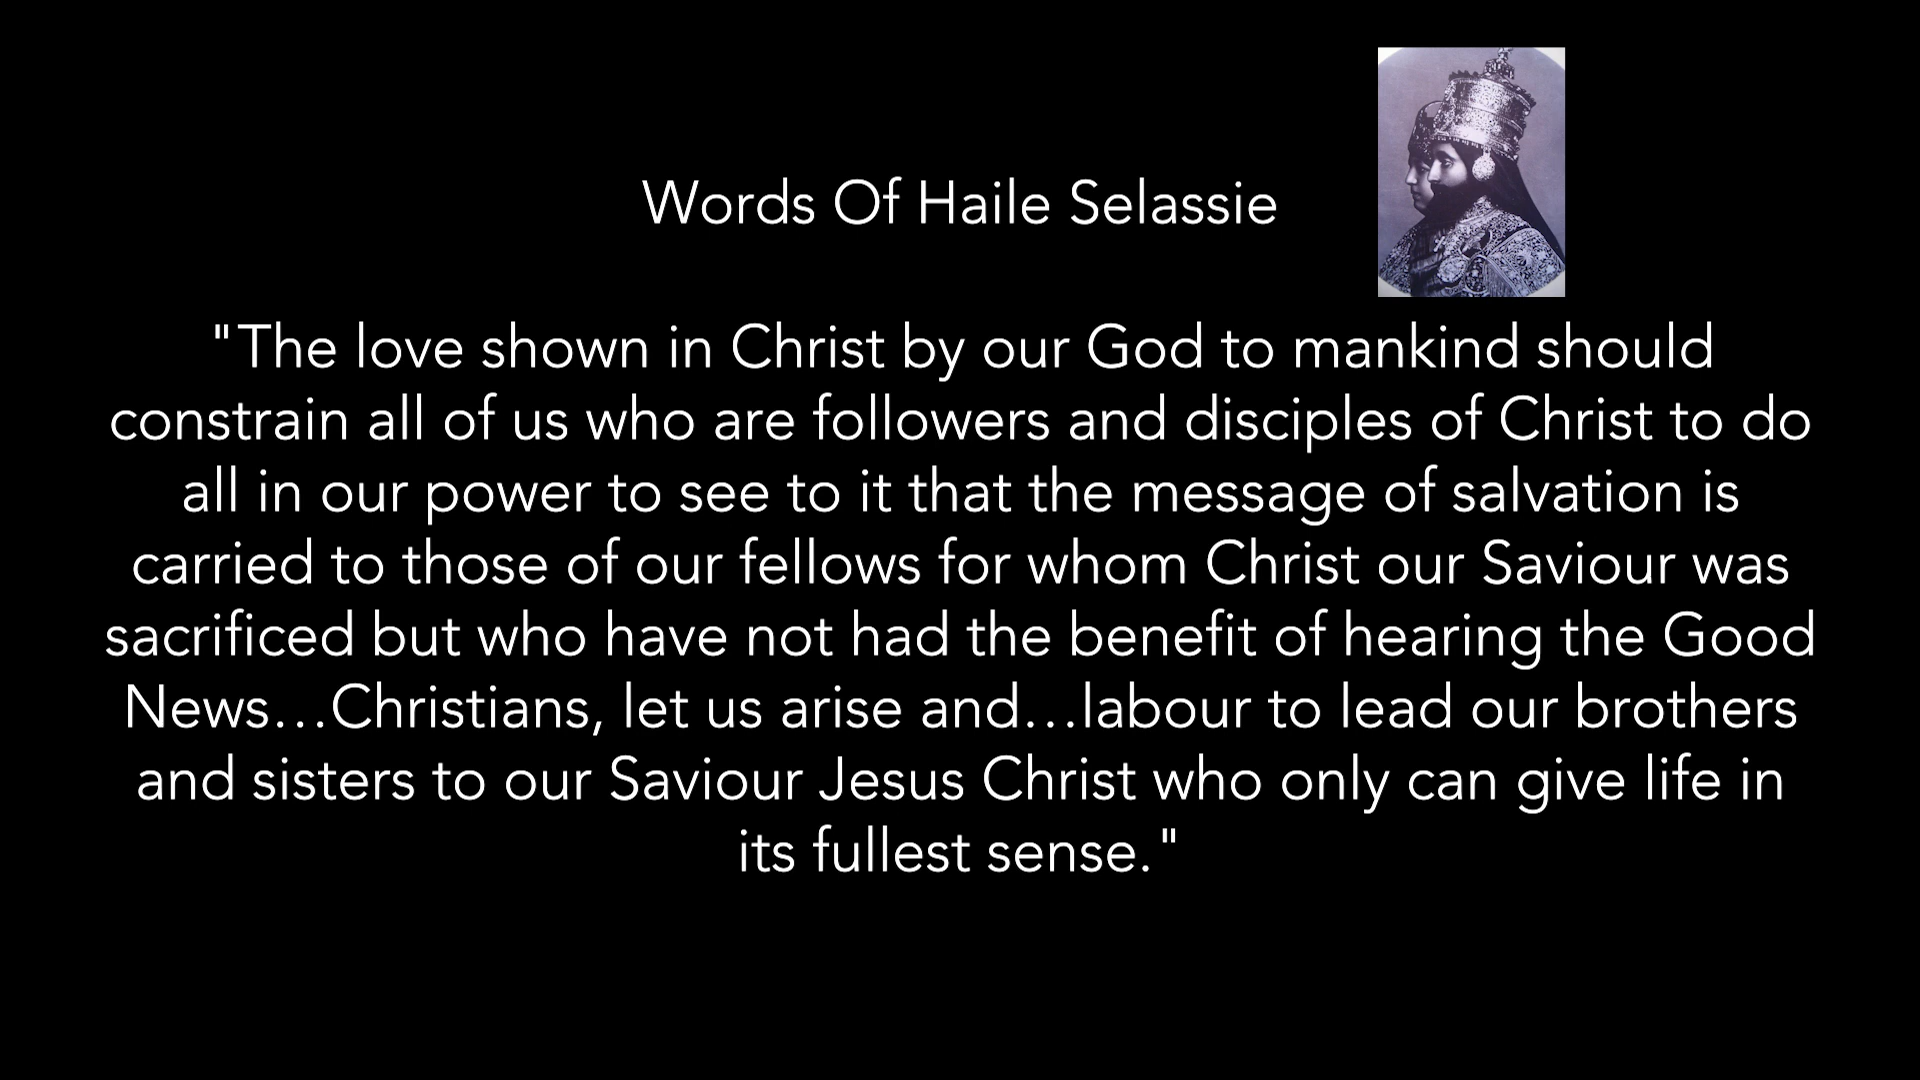 Words Of Haile Selassie
"The love shown in Christ by our God to mankind should
constrain all of us who are followers and disciples of Christ to do
all in our power to see to it that the message of salvation is
carried to those of our fellows for whom Christ our Saviour was
sacrificed but who have not had the benefit of hearing the Good
News…Christians, let us arise and…labour to lead our brothers
and sisters to our Saviour Jesus Christ who only can give life in
its fullest sense."